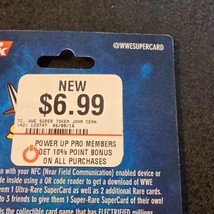 @WWESUPERCARD
NEW
$6.99
TC, WWE SUPER TOKEN JOHN CENA
POWER UP PRO MEMBERS
GET 10% POINT BONUS
ON ALL PURCHASES
with your NFC (Near Field Communication) enabled device or
inside using a QR code reader to get a download of WWE
1 Ultra-Rare SuperCard as well as 2 additional Rare cards.
to 5 friends to give them 1 Super-Rare SuperCard of their own
is the collectible card game that has ELECTRIFIED millions